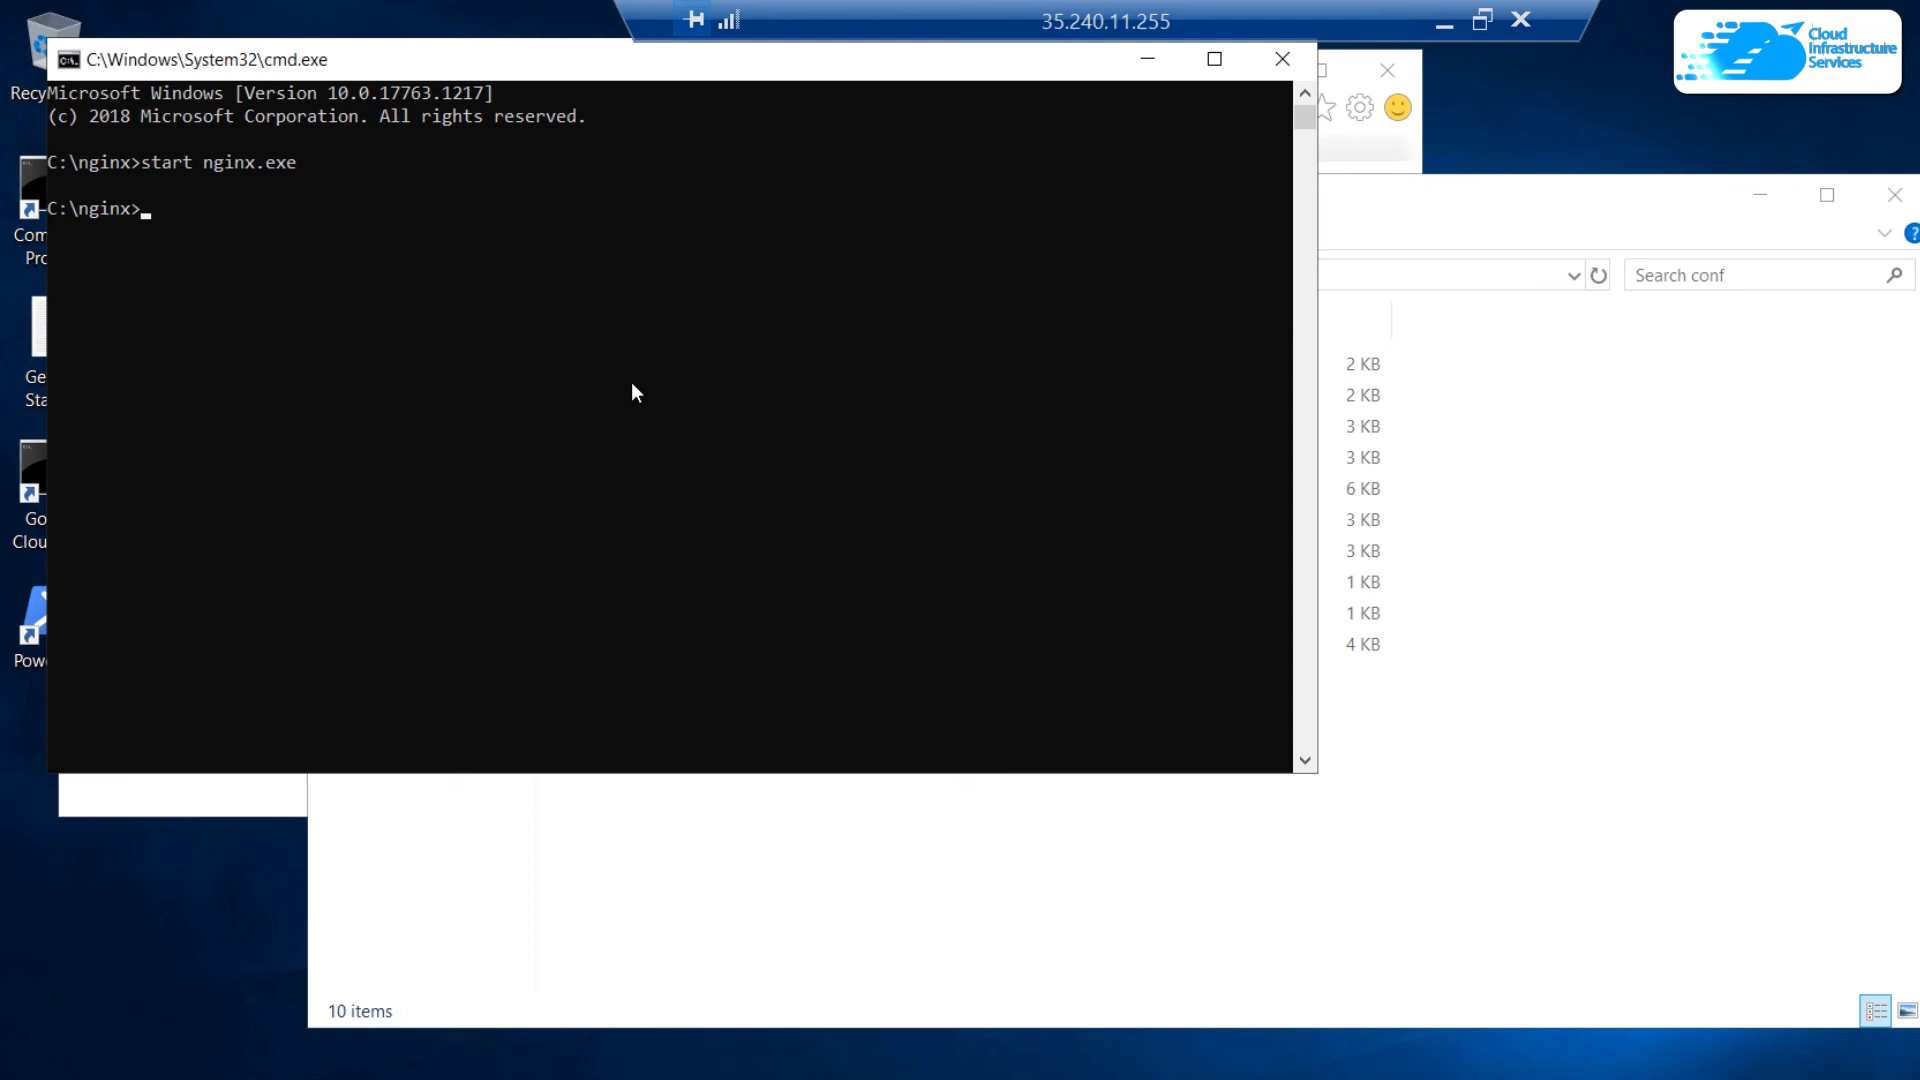 35.240.11.255
Cloud
Infrastructure
Services
C:\Windows\System32\cmd.exe
Recy
Microsoft Windows [Version 10.0.17763.1217]
(c) 2018 Microsoft Corporation. All rights reserved.
C:\nginx>start nginx.exe
C:\nginx>
Com
Pro
Ge
Sta
Go
Clou
Powe
Search conf
2 KB
2 KB
3 KB
3 KB
6 KB
3 KB
3 KB
1 KB
1 KB
4 KB
10 items